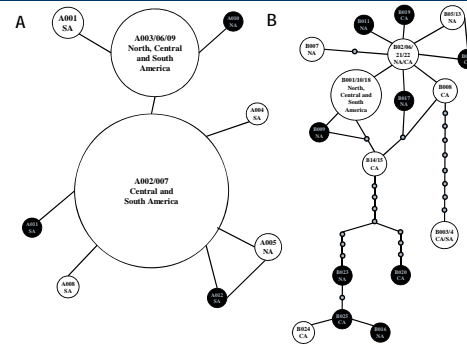 A
A001
SA
A003/06/09
North, Central
and South
America
A010
NA
A004
SA
A002/007
Central and
South America
A005
NA
A008
SA
A012
SA
B
B019
CA
B011
NA
B05/13
NA
B007
NA
B02/06/
21/22
NA/CA
B001/10/18
North,
Central and
South
America
B017
NA
B008
CA
B009
NA
B14/15
CA
B003/4
CA/SA
B023
NA
B020
CA
B025
CA
B024
CA
B016
NA